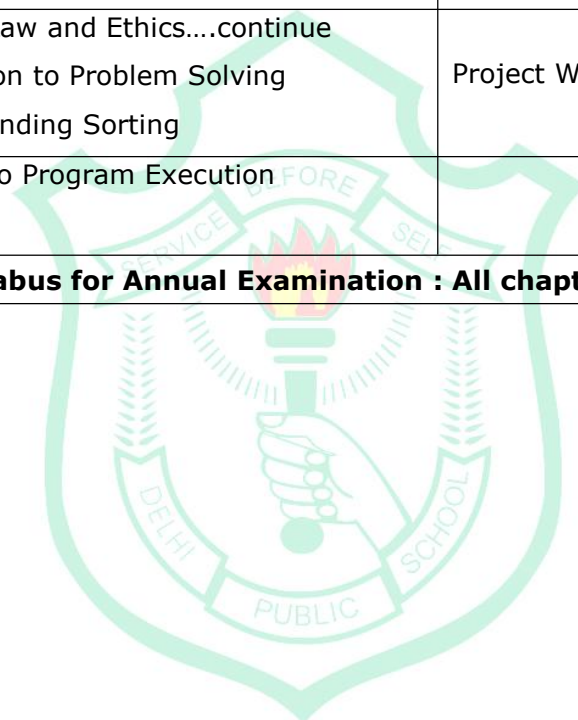 aw and Ethics….continue
on to Problem Solving
Project W
nding Sorting
o Program Execution
abus for Annual Examination : All chapt
SERVICE BEFORE SELF
DELHI PUBLIC SCHOOL